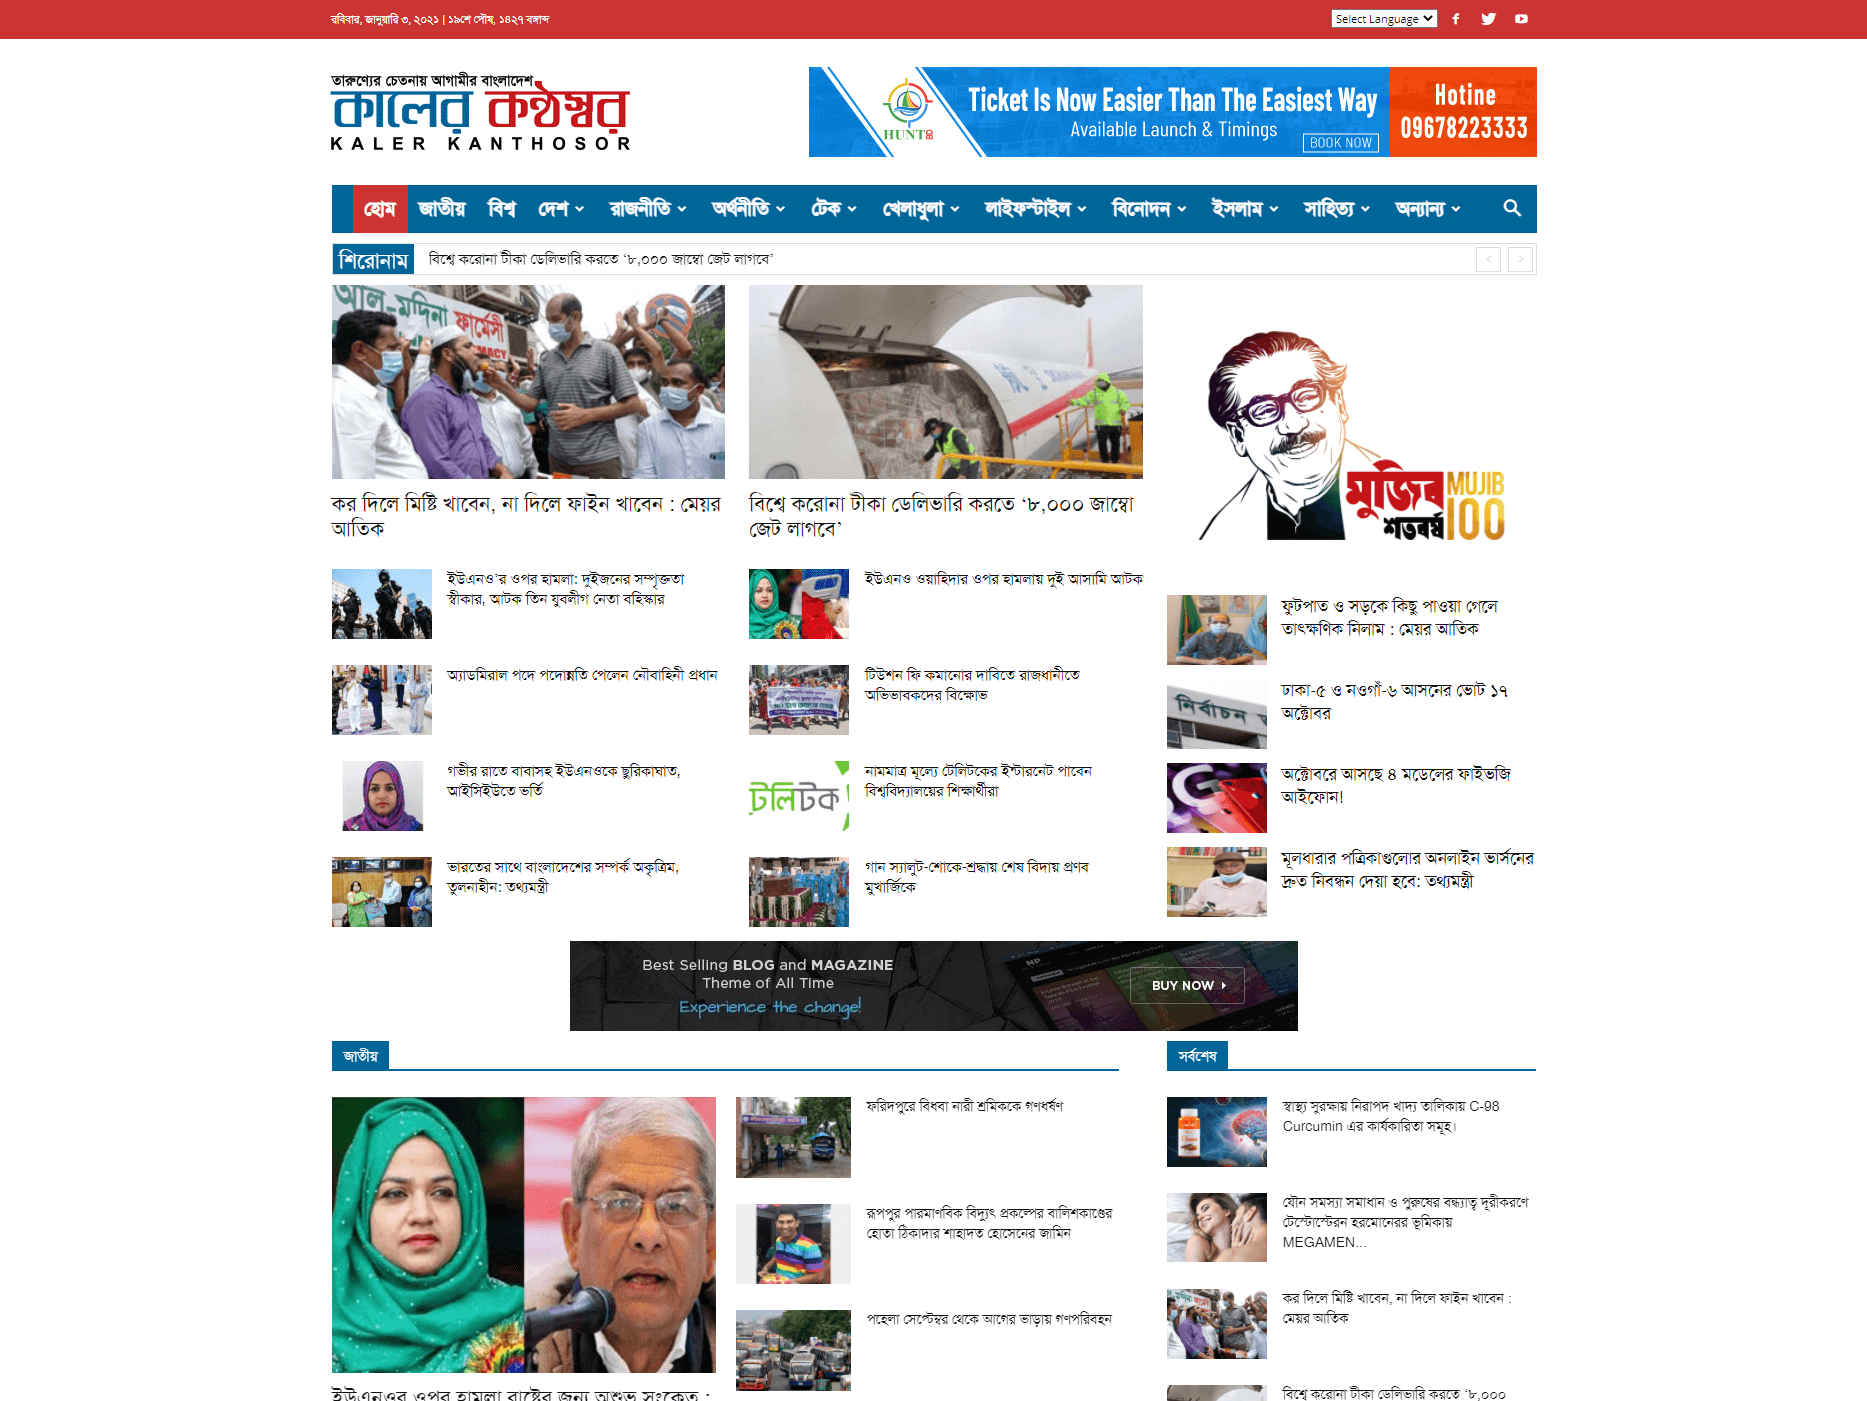 রবিবার, জানুয়ারি ৩, ২০২১ | ১৯শে পৌষ, ১৪২৭ বঙ্গাব্দ
Select Language
তারুণ্যের চেতনায় আগামীর বাংলাদেশ
কালের কণ্ঠস্বর
KALER KANTHOSOR
HUNT
Ticket Is Now Easier Than The Easiest Way
Available Launch & Timings
BOOK NOW
Hotine
09678223333
হোম জাতীয় বিশ্ব দেশ রাজনীতি অর্থনীতি টেক খেলাধুলা লাইফস্টাইল বিনোদন ইসলাম সাহিত্য অন্যান্য
শিরোনাম
বিশ্বে করোনা টীকা ডেলিভারি করতে ‘৮,০০০ জাম্বো জেট লাগবে’
আল-মদিনা ফার্মেসী
কর দিলে মিষ্টি খাবেন, না দিলে ফাইন খাবেন : মেয়র
আতিক
বিশ্বে করোনা টীকা ডেলিভারি করতে ‘৮,০০০ জাম্বো
জেট লাগবে’
মুজিব
শতবর্ষ
MUJIB
100
ইউএনও’র ওপর হামলা: দুইজনের সম্পৃক্ততা
স্বীকার, আটক তিন যুবলীগ নেতা বহিস্কার
অ্যাডমিরাল পদে পদোন্নতি পেলেন নৌবাহিনী প্রধান
গভীর রাতে বাবাসহ ইউএনওকে ছুরিকাঘাত,
আইসিইউতে ভর্তি
ভারতের সাথে বাংলাদেশের সম্পর্ক অকৃত্রিম,
তুলনাহীন: তথ্যমন্ত্রী
ইউএনও ওয়াহিদার ওপর হামলায় দুই আসামি আটক
টিউশন ফি কমানোর দাবিতে রাজধানীতে
অভিভাবকদের বিক্ষোভ
টেলিটক
নামমাত্র মূল্যে টেলিটকের ইন্টারনেট পাবেন
বিশ্ববিদ্যালয়ের শিক্ষার্থীরা
গান স্যালুট-শোকে-শ্রদ্ধায় শেষ বিদায় প্রণব
মুখার্জিকে
ফুটপাত ও সড়কে কিছু পাওয়া গেলে
তাৎক্ষণিক নিলাম : মেয়র আতিক
নির্বাচন
ঢাকা-৫ ও নওগাঁ-৬ আসনের ভোট ১৭
অক্টোবর
অক্টোবরে আসছে ৪ মডেলের ফাইভজি
আইফোন!
মূলধারার পত্রিকাগুলোর অনলাইন ভার্সনের
দ্রুত নিবন্ধন দেয়া হবে: তথ্যমন্ত্রী
Best Selling BLOG and MAGAZINE
Theme of All Time
Experience the change!
BUY NOW
জাতীয়
ইউএনওর ওপর হামলা রাষ্ট্রের জন্য অশুভ সংকেত :
ফরিদপুরে বিধবা নারী শ্রমিককে গণধর্ষণ
রূপপুর পারমাণবিক বিদ্যুৎ প্রকল্পের বালিশকাণ্ডের
হোতা ঠিকাদার শাহাদত হোসেনের জামিন
পহেলা সেপ্টেম্বর থেকে আগের ভাড়ায় গণপরিবহন
সর্বশেষ
স্বাস্থ্য সুরক্ষায় নিরাপদ খাদ্য তালিকায় C-98
Curcumin এর কার্যকারিতা সমূহ।
যৌন সমস্যা সমাধান ও পুরুষের বন্ধ্যাত্ব দূরীকরণে
টেস্টোস্টেরন হরমোনেরর ভূমিকায়
MEGAMEN...
কর দিলে মিষ্টি খাবেন, না দিলে ফাইন খাবেন :
মেয়র আতিক
বিশ্বে করোনা টীকা ডেলিভারি করতে ‘৮,০০০